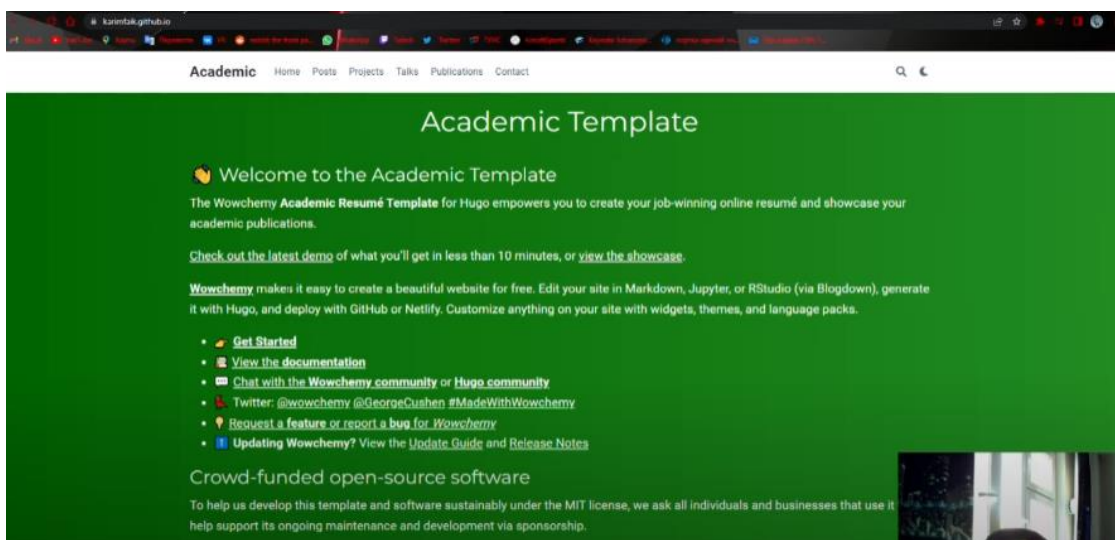 karimtaik.github.io
Academic Home Posts Projects Talks Publications Contact
Academic Template
Welcome to the Academic Template
The Wowchemy Academic Resumé Template for Hugo empowers you to create your job-winning online resumé and showcase your
academic publications.
Check out the latest demo of what you'll get in less than 10 minutes, or view the showcase.
Wowchemy makes it easy to create a beautiful website for free. Edit your site in Markdown, Jupyter, or RStudio (via Blogdown), generate
it with Hugo, and deploy with GitHub or Netlify. Customize anything on your site with widgets, themes, and language packs.
Get Started
View the documentation
Chat with the Wowchemy community or Hugo community
Twitter: @wowchemy @GeorgeCushen #MadeWithWowchemy
Request a feature or report a bug for Wowchemy
Updating Wowchemy? View the Update Guide and Release Notes
Crowd-funded open-source software
To help us develop this template and software sustainably under the MIT license, we ask all individuals and businesses that use it
help support its ongoing maintenance and development via sponsorship.